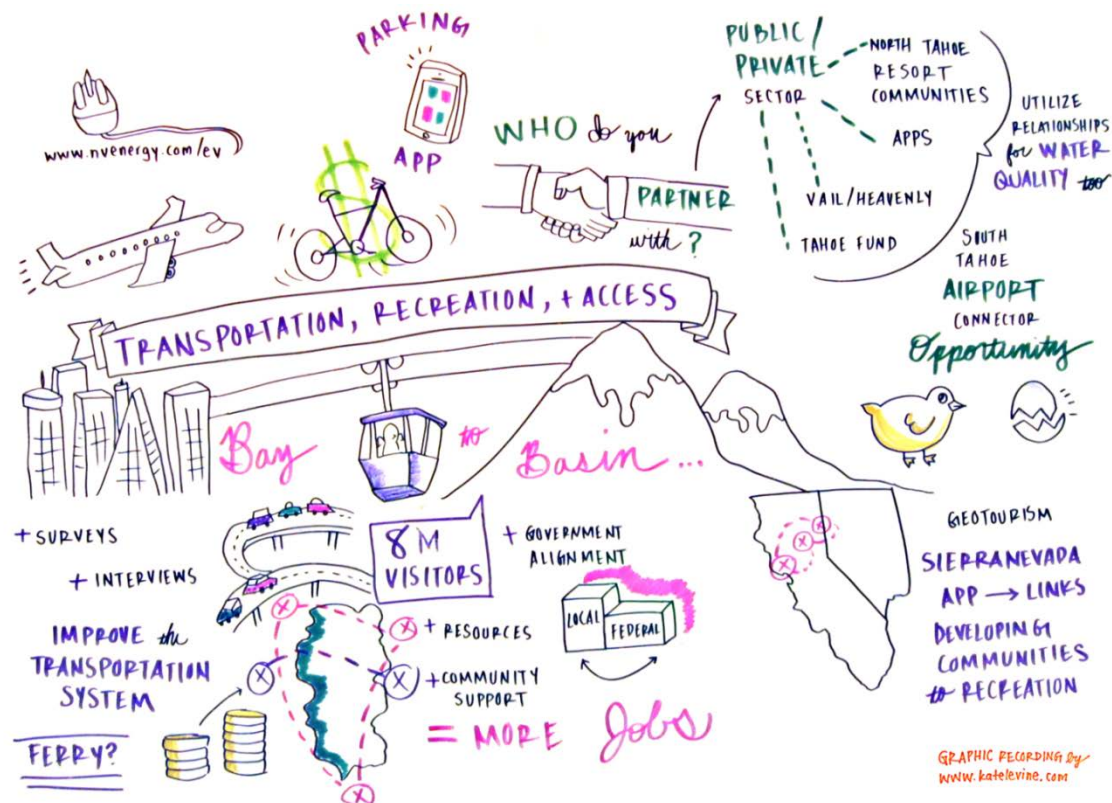 PARKING
APP
www.nvenergy.com/ev
$
WHO do you
PARTNER
with?
PUBLIC/
PRIVATE
SECTOR
NORTH TAHOE
RESORT
COMMUNITIES
APPS
VAIL/HEAVENLY
TAHOE FUND
UTILIZE
RELATIONSHIPS
for WATER
QUALITY too
SOUTH
TAHOE
AIRPORT
CONNECTOR
Opportunity
TRANSPORTATION, RECREATION, + ACCESS
Bay to Basin...
+ SURVEYS
+ INTERVIEWS
IMPROVE the
TRANSPORTATION
SYSTEM
FERRY?
8M
VISITORS
+ GOVERNMENT
ALIGNMENT
LOCAL
FEDERAL
+ RESOURCES
+ COMMUNITY
SUPPORT
= MORE Jobs
X
X
X
X
X
X
X
X
GEOTOURISM
SIERRANEVADA
APP → LINKS
DEVELOPING
COMMUNITIES
to RECREATION
GRAPHIC RECORDING by
www.katelevine.com